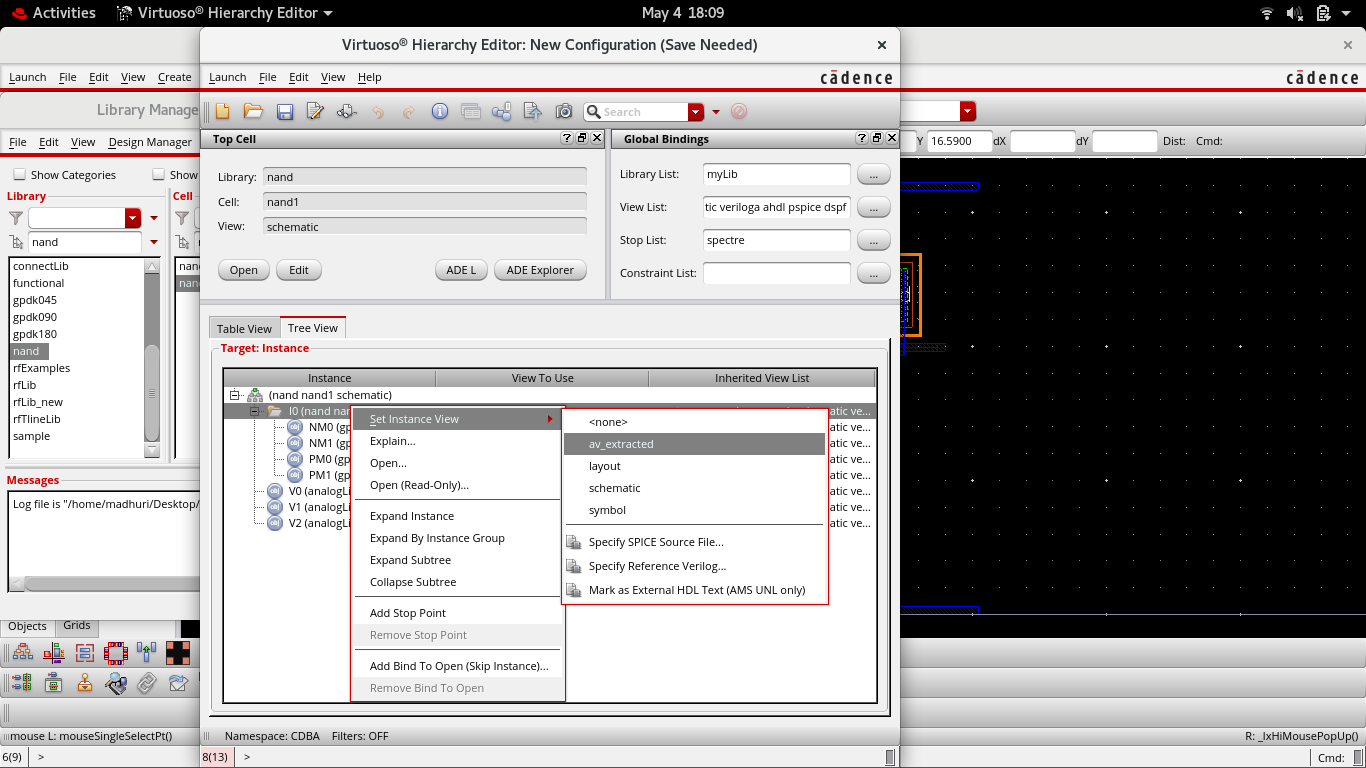 Activities
Virtuoso® Hierarchy Editor
May 4 18:09
Virtuoso® Hierarchy Editor: New Configuration (Save Needed)
Launch File Edit View Create
Launch File Edit View Help
cādence
cādence
Library Manage
File Edit View Design Manager
Search
Y 16.5900 dX dY Dist: Cmd:
Show Categories
Show
Library
Cell
nand
connectLib
functional
gpdk045
gpdk090
gpdk180
nand
rfExamples
rfLib
rfLib_new
rfTlineLib
sample
Messages
Log file is "/home/madhuri/Desktop/
Objects Grids
Top Cell
Library: nand
Cell: nand1
View: schematic
Open Edit ADE L ADE Explorer
Global Bindings
Library List: myLib ...
View List: tic veriloga ahdl pspice dspf ...
Stop List: spectre ...
Constraint List: ...
Table View Tree View
Target: Instance
Instance View To Use Inherited View List
(nand nand1 schematic)
I0 (nand nan
atic ve...
NM0 (gp
atic ve...
NM1 (gp
atic ve...
PM0 (gp
atic ve...
PM1 (gp
atic ve...
V0 (analogLi
atic ve...
V1 (analogLi
atic ve...
V2 (analogLi
atic ve...
Set Instance View
Explain...
Open...
Open (Read-Only)...
Expand Instance
Expand By Instance Group
Expand Subtree
Collapse Subtree
Add Stop Point
Remove Stop Point
Add Bind To Open (Skip Instance)...
Remove Bind To Open
<none>
av_extracted
layout
schematic
symbol
Specify SPICE Source File...
Specify Reference Verilog...
Mark as External HDL Text (AMS UNL only)
Namespace: CDBA Filters: OFF
mouse L: mouseSingleSelectPt()
R: _lxHiMousePopUp()
6(9) >
8(13) >
Cmd: